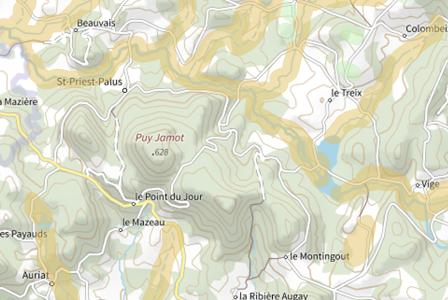 Beauvais
Colombei
St-Priest-Palus
le Treix
a Mazière
Puy Jamot
628
Vige
le Point du Jour
le Mazeau
es Payauds
le Montingout
Auriat
la Ribière Augay